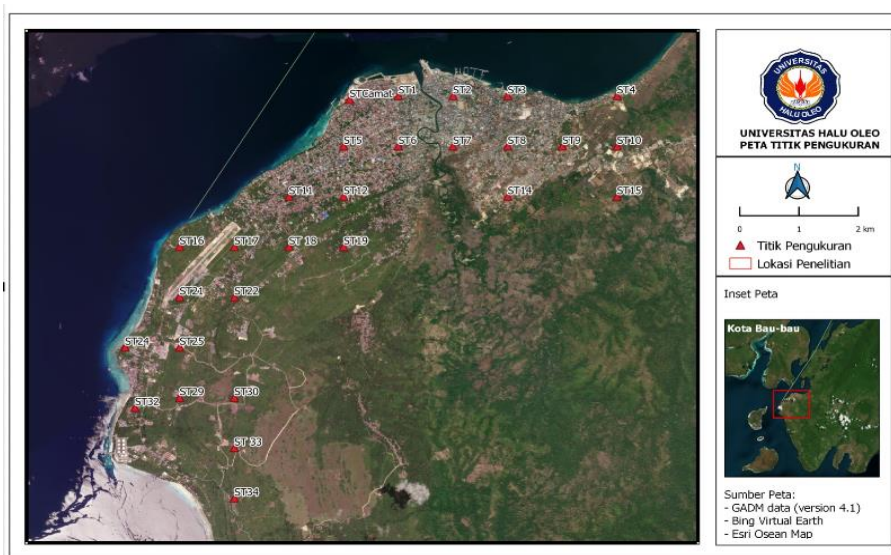 STCamat
ST1
ST2
ST3
ST4
ST5
ST6
ST7
ST8
ST9
ST10
ST11
ST12
ST14
ST15
ST16
ST17
ST 18
ST19
ST21
ST22
ST24
ST25
ST29
ST30
ST32
ST 33
ST34
UNIVERSITAS
HALU OLEO
UNIVERSITAS HALU OLEO
PETA TITIK PENGUKURAN
N
0 1 2 km
Titik Pengukuran
Lokasi Penelitian
Inset Peta
Kota Bau-bau
Sumber Peta:
- GADM data (version 4.1)
- Bing Virtual Earth
- Esri Osean Map